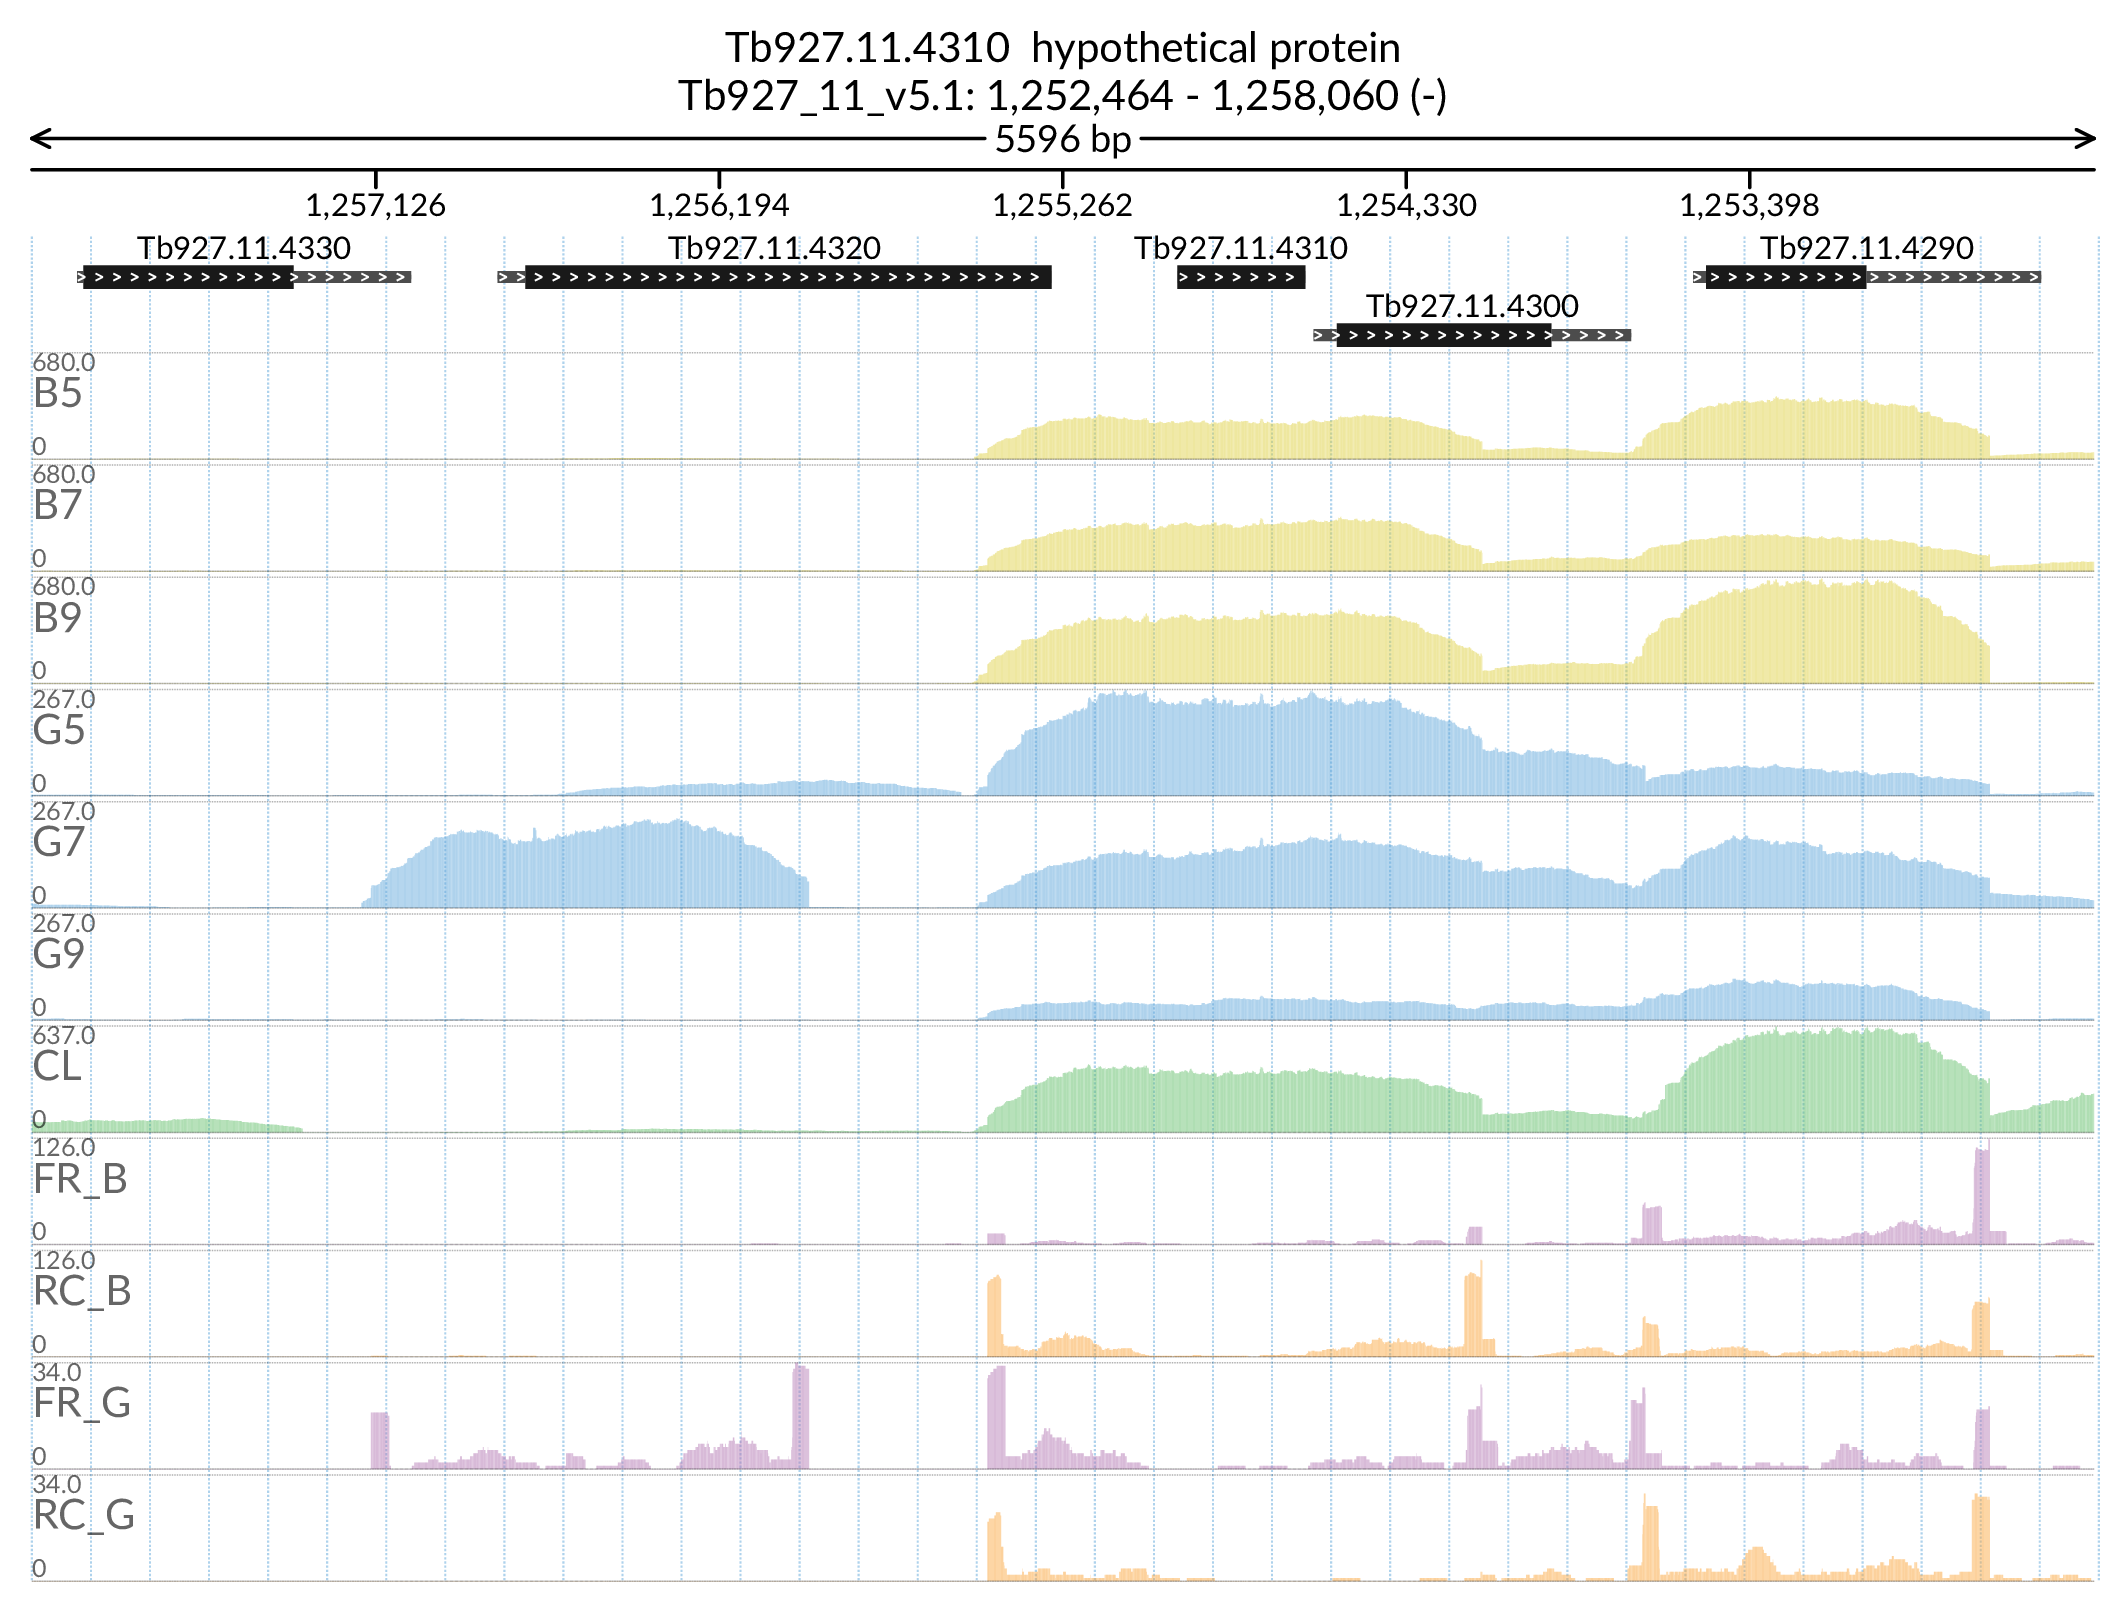 Tb927.11.4310 hypothetical protein
Tb927_11_v5.1: 1,252,464 - 1,258,060 (-)
5596 bp
1,257,126 1,256,194 1,255,262 1,254,330 1,253,398
Tb927.11.4330 Tb927.11.4320 Tb927.11.4310 Tb927.11.4290
Tb927.11.4300
680.0
B5
0
680.0
B7
0
680.0
B9
0
267.0
G5
0
267.0
G7
0
267.0
G9
0
637.0
CL
0
126.0
FR_B
0
126.0
RC_B
0
34.0
FR_G
0
34.0
RC_G
0